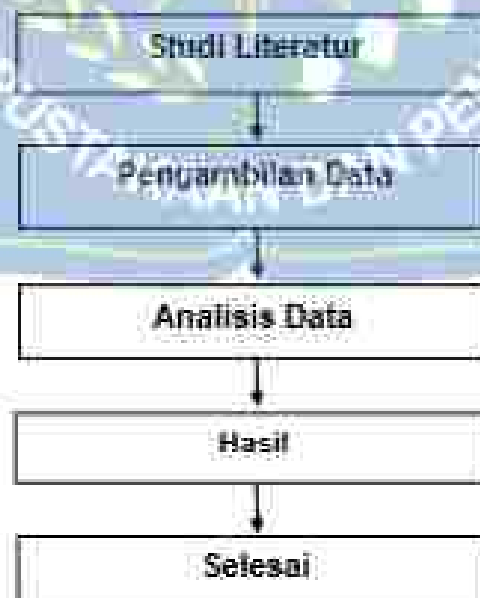 Studi Literatur
Pengambilan Data
Analisis Data
Hasil
Selesai